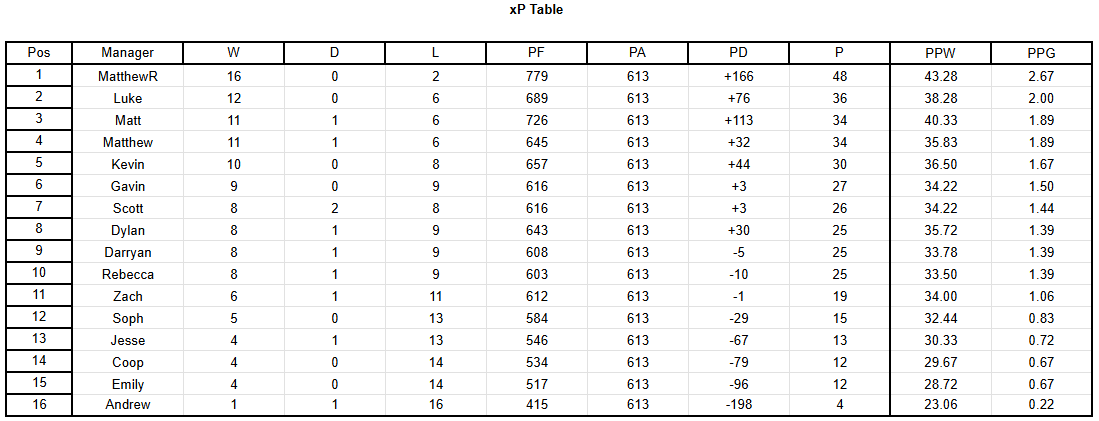 xP Table
Pos Manager W D L PF PA PD P PPW PPG
1 MatthewR 16 0 2 779 613 +166 48 43.28 2.67
2 Luke 12 0 6 689 613 +76 36 38.28 2.00
3 Matt 11 1 6 726 613 +113 34 40.33 1.89
4 Matthew 11 1 6 645 613 +32 34 35.83 1.89
5 Kevin 10 0 8 657 613 +44 30 36.50 1.67
6 Gavin 9 0 9 616 613 +3 27 34.22 1.50
7 Scott 8 2 8 616 613 +3 26 34.22 1.44
8 Dylan 8 1 9 643 613 +30 25 35.72 1.39
9 Darryan 8 1 9 608 613 -5 25 33.78 1.39
10 Rebecca 8 1 9 603 613 -10 25 33.50 1.39
11 Zach 6 1 11 612 613 -1 19 34.00 1.06
12 Soph 5 0 13 584 613 -29 15 32.44 0.83
13 Jesse 4 1 13 546 613 -67 13 30.33 0.72
14 Coop 4 0 14 534 613 -79 12 29.67 0.67
15 Emily 4 0 14 517 613 -96 12 28.72 0.67
16 Andrew 1 1 16 415 613 -198 4 23.06 0.22